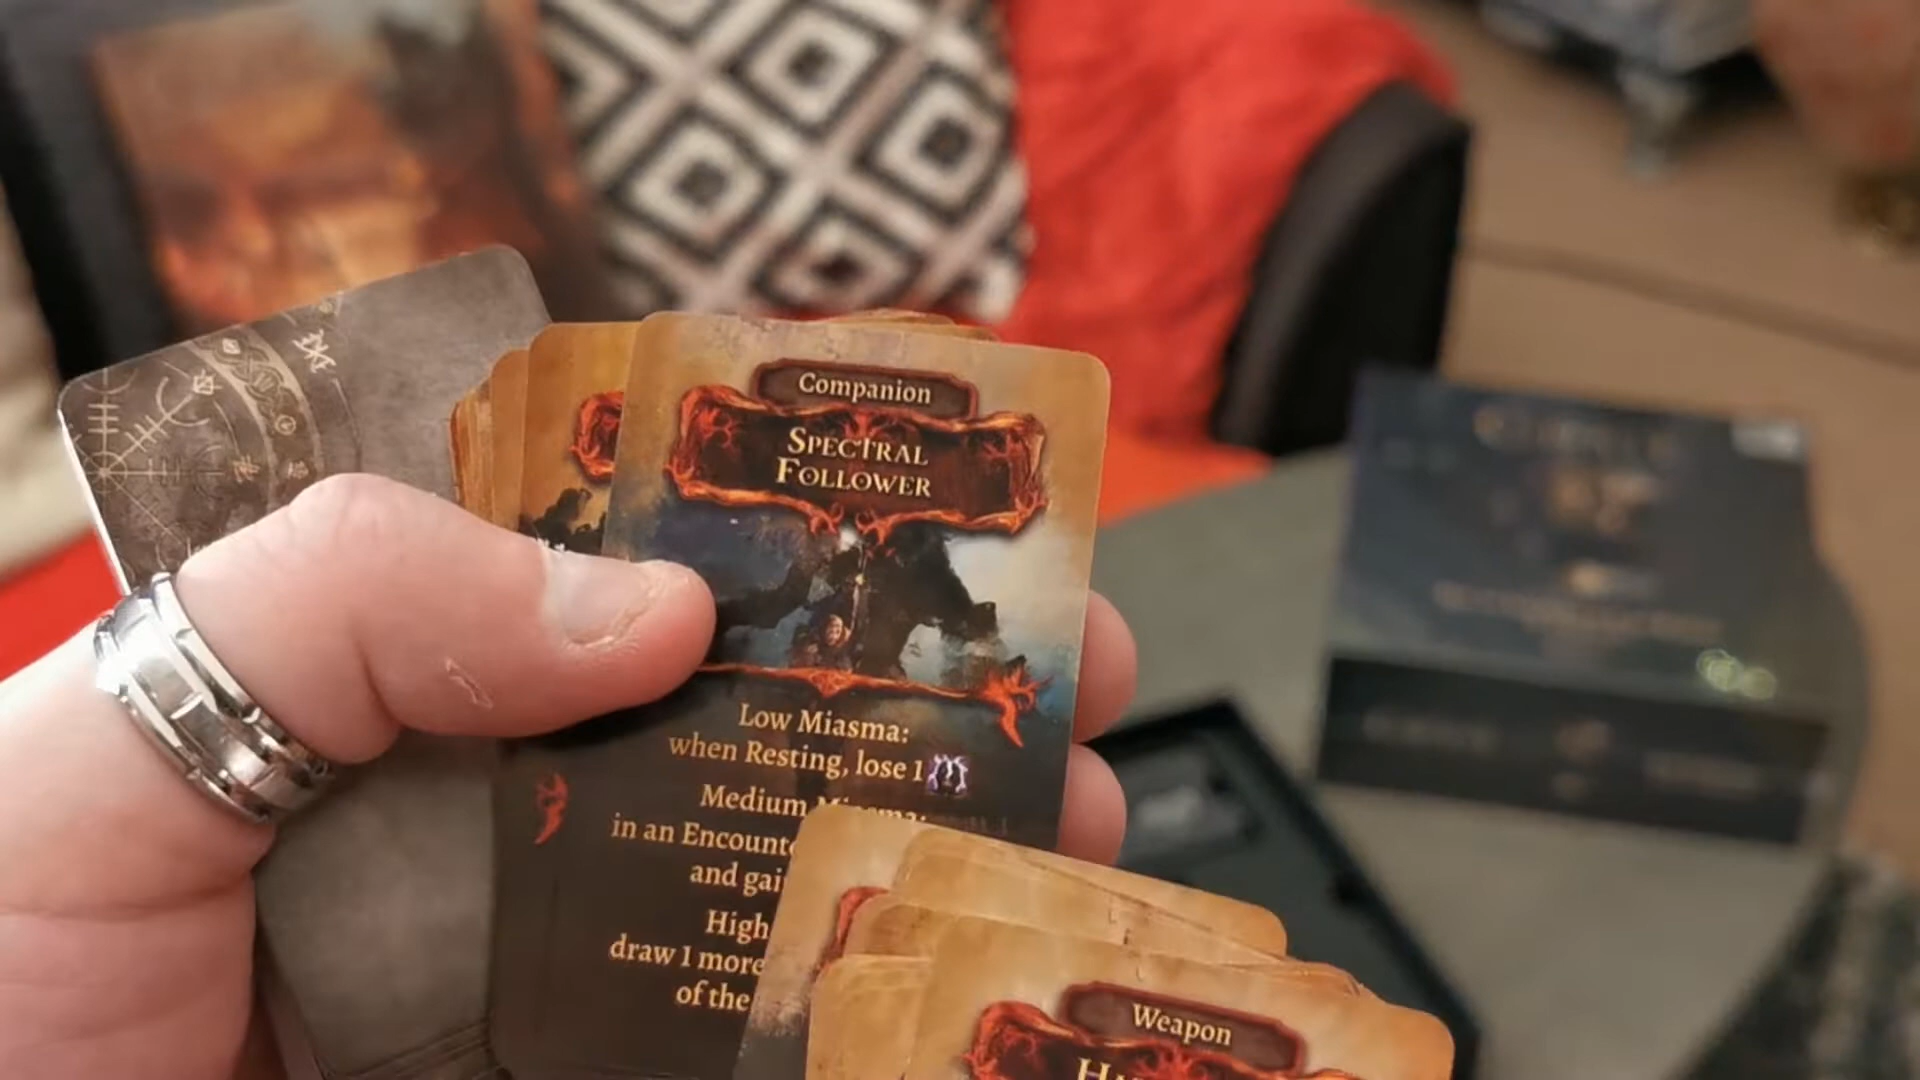 Companion
SPECTRAL
FOLLOWER
Low Miasma:
when Resting, lose 1
Medium Miasma:
in an Encount
and gai
High
draw 1 more
of the
Weapon